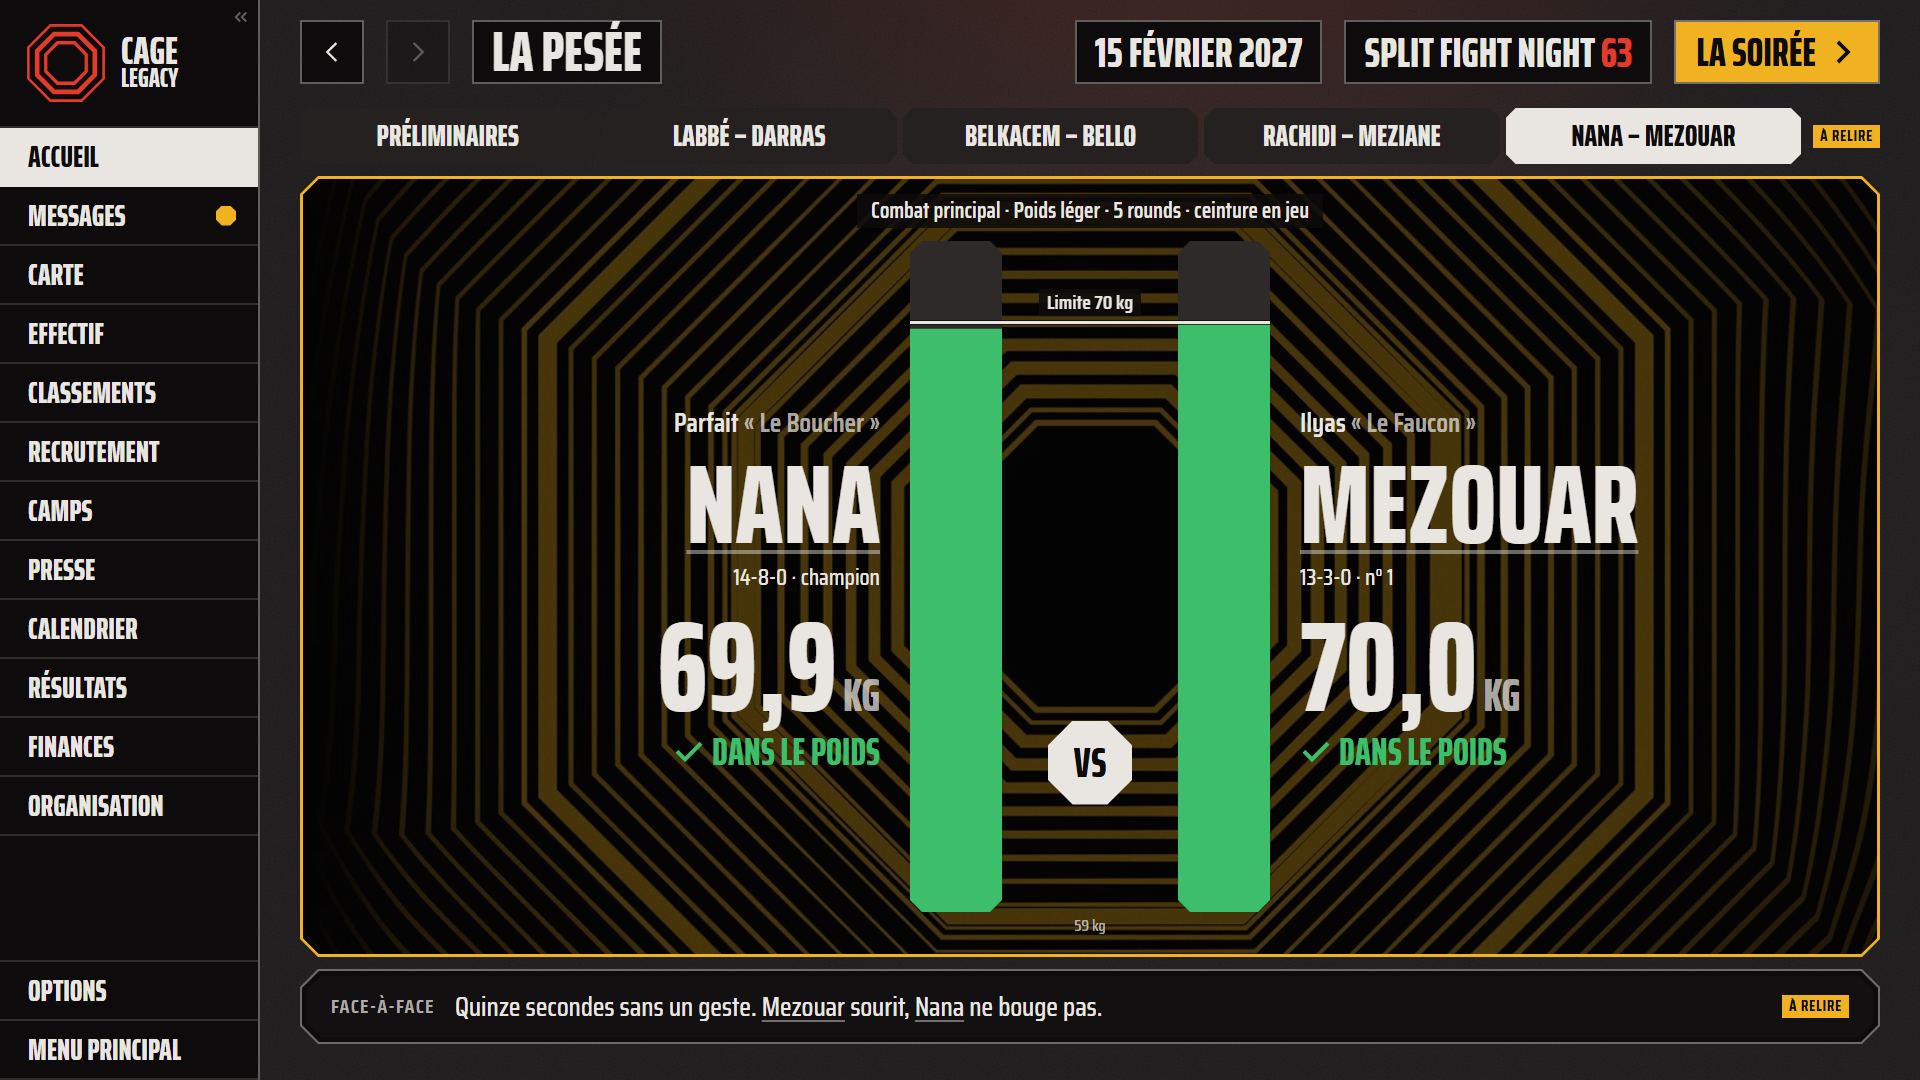 CAGE
LEGACY
LA PESÉE
15 FÉVRIER 2027
SPLIT FIGHT NIGHT 63
LA SOIRÉE
ACCUEIL
MESSAGES
CARTE
EFFECTIF
CLASSEMENTS
RECRUTEMENT
CAMPS
PRESSE
CALENDRIER
RÉSULTATS
FINANCES
ORGANISATION
OPTIONS
MENU PRINCIPAL
PRÉLIMINAIRES
LABBÉ – DARRAS
BELKACEM – BELLO
RACHIDI – MEZIANE
NANA – MEZOUAR
À RELIRE
Combat principal · Poids léger · 5 rounds · ceinture en jeu
Limite 70 kg
Parfait « Le Boucher »
NANA
14-8-0 · champion
69,9 KG
DANS LE POIDS
VS
Ilyas « Le Faucon »
MEZOUAR
13-3-0 · n° 1
70,0 KG
DANS LE POIDS
59 kg
FACE-À-FACE
Quinze secondes sans un geste. Mezouar sourit, Nana ne bouge pas.
À RELIRE